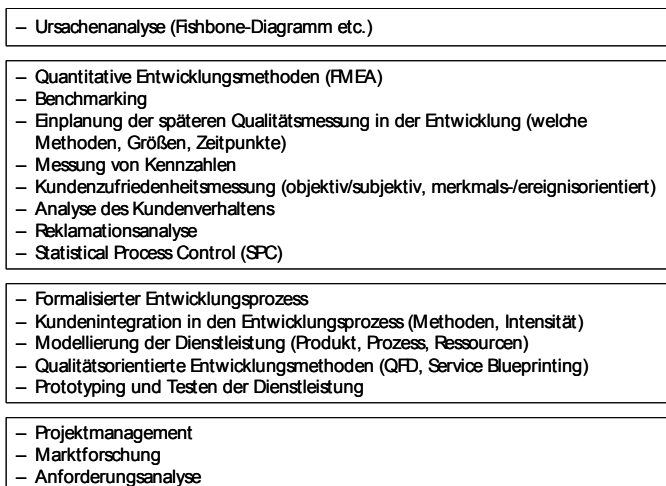 – Ursachenanalyse (Fishbone-Diagramm etc.)
– Quantitative Entwicklungsmethoden (FMEA)
– Benchmarking
– Einplanung der späteren Qualitätsmessung in der Entwicklung (welche
Methoden, Größen, Zeitpunkte)
– Messung von Kennzahlen
– Kundenzufriedenheitsmessung (objektiv/subjektiv, merkmals-/ereignisorientiert)
– Analyse des Kundenverhaltens
– Reklamationsanalyse
– Statistical Process Control (SPC)
– Formalisierter Entwicklungsprozess
– Kundenintegration in den Entwicklungsprozess (Methoden, Intensität)
– Modellierung der Dienstleistung (Produkt, Prozess, Ressourcen)
– Qualitätsorientierte Entwicklungsmethoden (QFD, Service Blueprinting)
– Prototyping und Testen der Dienstleistung
– Projektmanagement
– Marktforschung
– Anforderungsanalyse